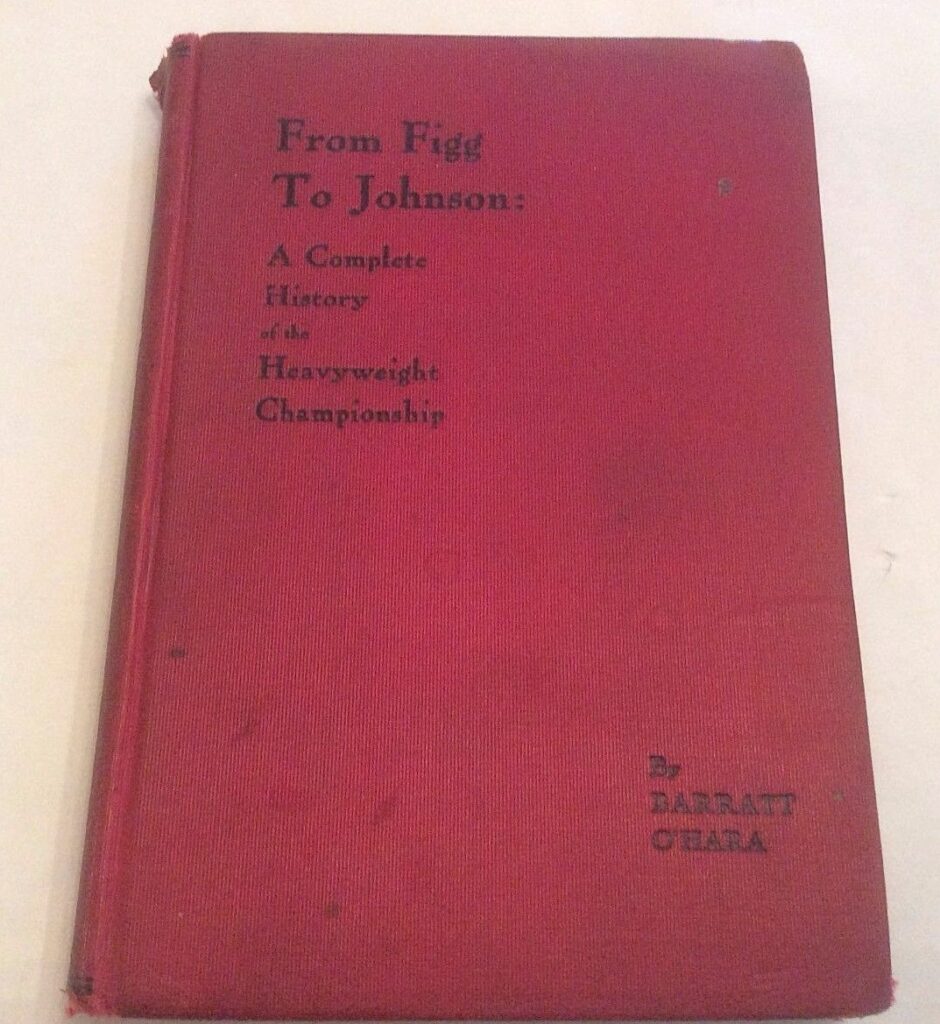 From Figg
To Johnson:
A Complete
History
of the
Heavyweight
Championship
By
BARRATT
O'HARA